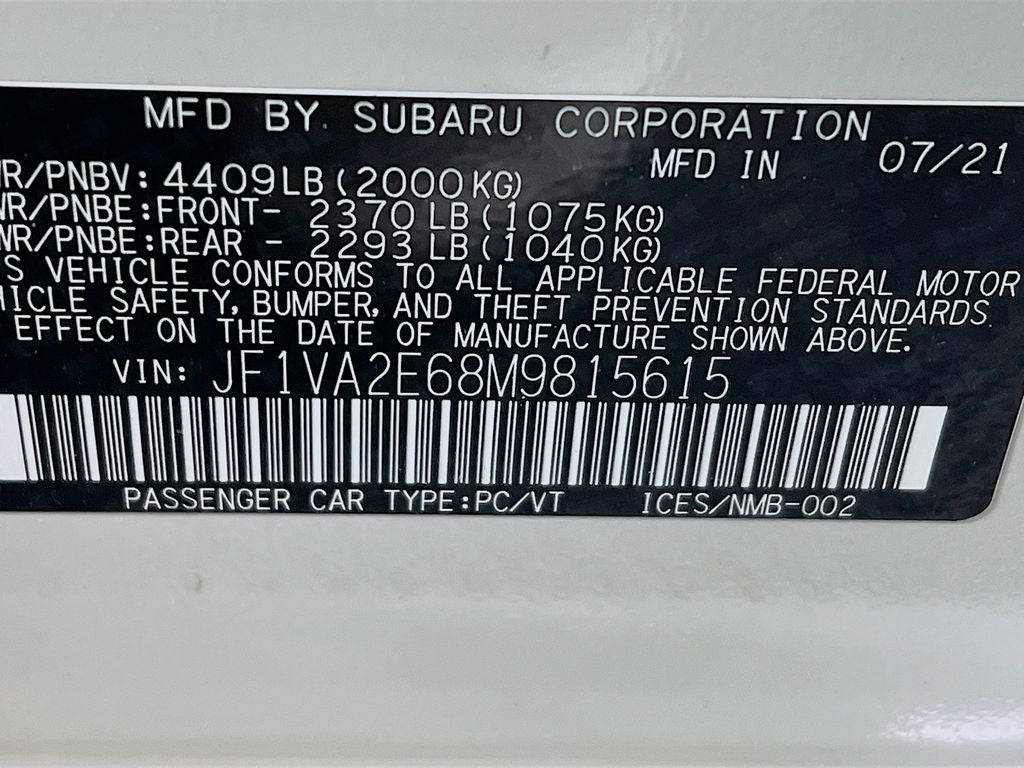 MFD BY. SUBARU CORPORATION
MFD IN 07/21
WR/PNBV: 4409LB (2000KG)
WR/PNBE:FRONT- 2370 LB (1075KG)
WR/PNBE:REAR - 2293 LB (1040KG)
S VEHICLE CONFORMS TO ALL APPLICABLE FEDERAL MOTOR
HICLE SAFETY, BUMPER, AND THEFT PREVENTION STANDARDS
EFFECT ON THE DATE OF MANUFACTURE SHOWN ABOVE.
VIN: JF1VA2E68M9815615
PASSENGER CAR TYPE:PC/VT ICES/NMB-002